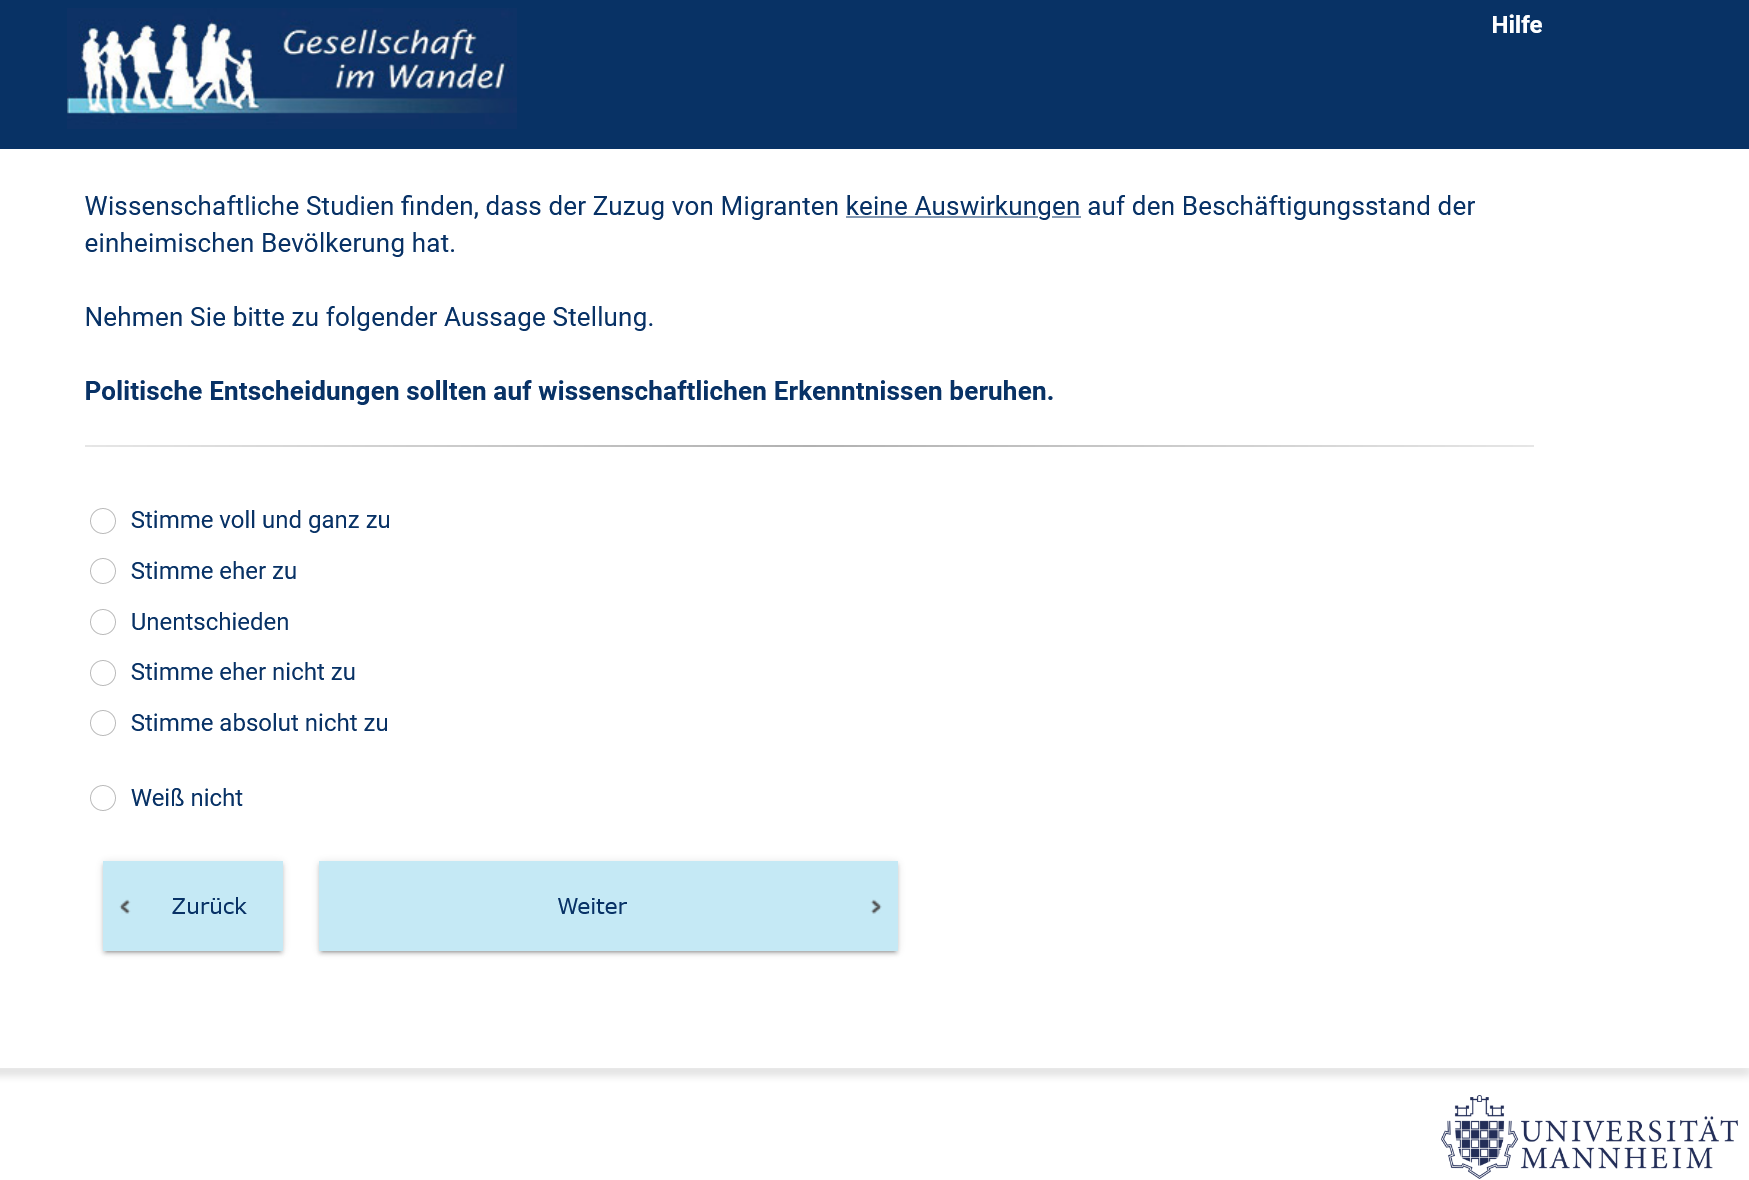 Gesellschaft
im Wandel
Hilfe
Wissenschaftliche Studien finden, dass der Zuzug von Migranten keine Auswirkungen auf den Beschäftigungsstand der
einheimischen Bevölkerung hat.
Nehmen Sie bitte zu folgender Aussage Stellung.
Politische Entscheidungen sollten auf wissenschaftlichen Erkenntnissen beruhen.
Stimme voll und ganz zu
Stimme eher zu
Unentschieden
Stimme eher nicht zu
Stimme absolut nicht zu
Weiß nicht
Zurück
Weiter
UNIVERSITÄT
MANNHEIM